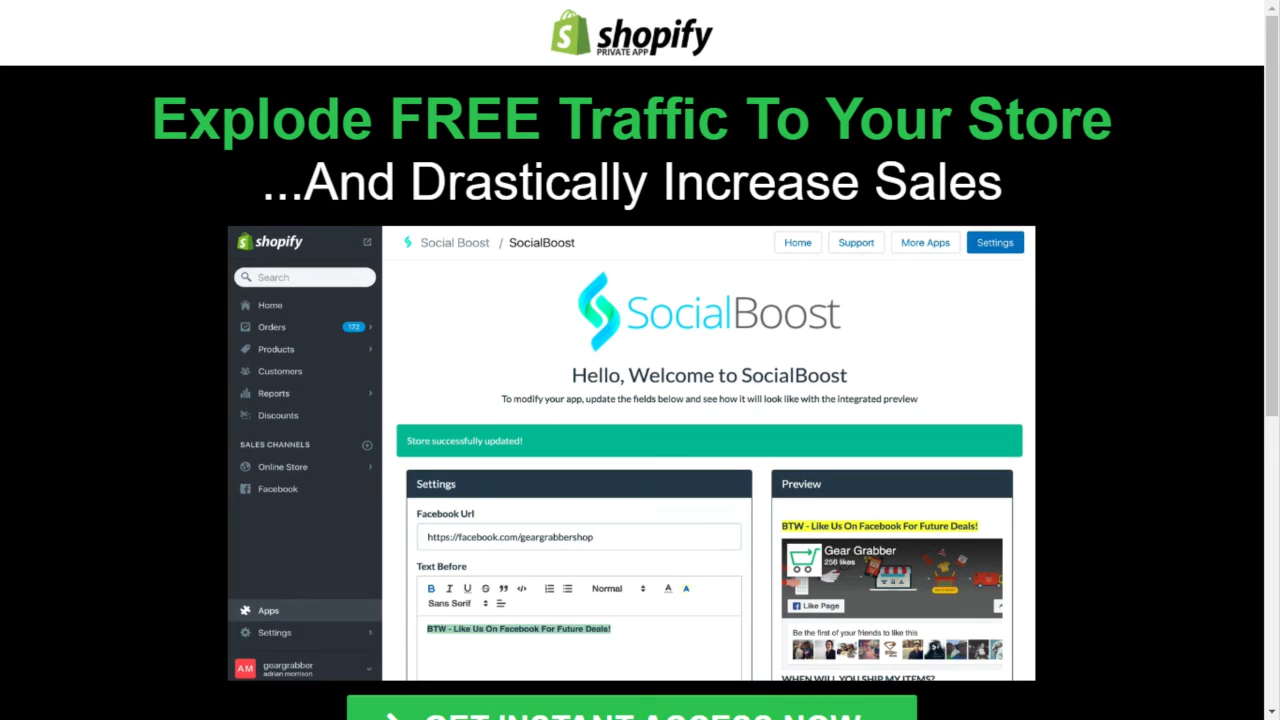 shopify
PRIVATE APP
Explode FREE Traffic To Your Store
...And Drastically Increase Sales
shopify
Social Boost / SocialBoost
Home
Support
More Apps
Settings
Search
Home
Orders 172
Products
Customers
Reports
Discounts
SALES CHANNELS
Online Store
Facebook
Apps
Settings
AM
geargrabber
adrian morrison
SocialBoost
Hello, Welcome to SocialBoost
To modify your app, update the fields below and see how it will look like with the integrated preview
Store successfully updated!
Settings
Facebook Url
https://facebook.com/geargrabbershop
Text Before
B I U S Normal A A
Sans Serif
BTW - Like Us On Facebook For Future Deals!
Preview
BTW - Like Us On Facebook For Future Deals!
Gear Grabber
256 likes
Like Page
Be the first of your friends to like this
WHEN WILL YOU SHIP MY ITEMS?
GET INSTANT ACCESS NOW